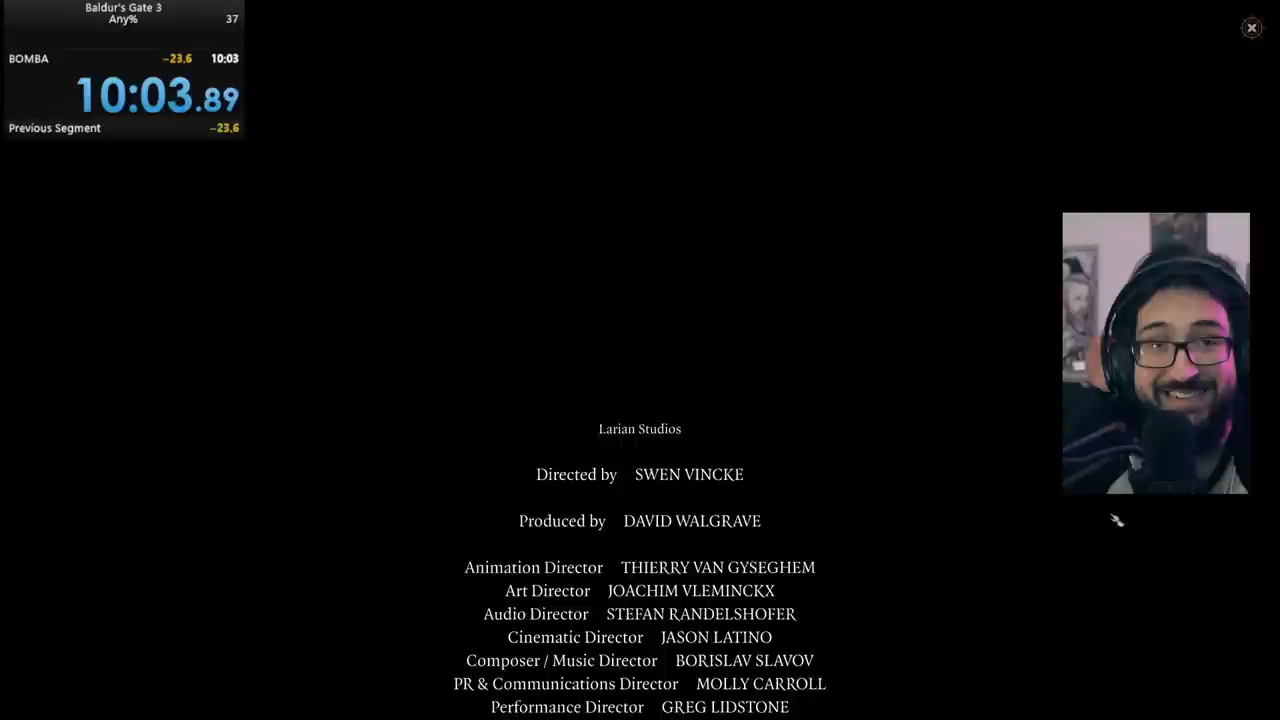 Baldur's Gate 3
Any% 37
BOMBA -23.6 10:03
10:03.89
Previous Segment -23.6
Larian Studios
Directed by SWEN VINCKE
Produced by DAVID WALGRAVE
Animation Director THIERRY VAN GYSEGHEM
Art Director JOACHIM VLEMINCKX
Audio Director STEFAN RANDELSHOFER
Cinematic Director JASON LATINO
Composer / Music Director BORISLAV SLAVOV
PR & Communications Director MOLLY CARROLL
Performance Director GREG LIDSTONE